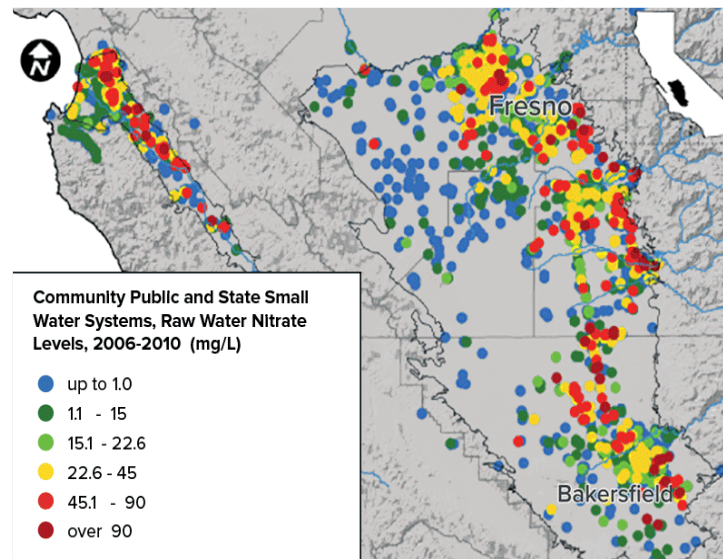 N
Fresno
Community Public and State Small
Water Systems, Raw Water Nitrate
Levels, 2006-2010 (mg/L)
up to 1.0
1.1 - 15
15.1 - 22.6
22.6 - 45
45.1 - 90
over 90
Bakersfield